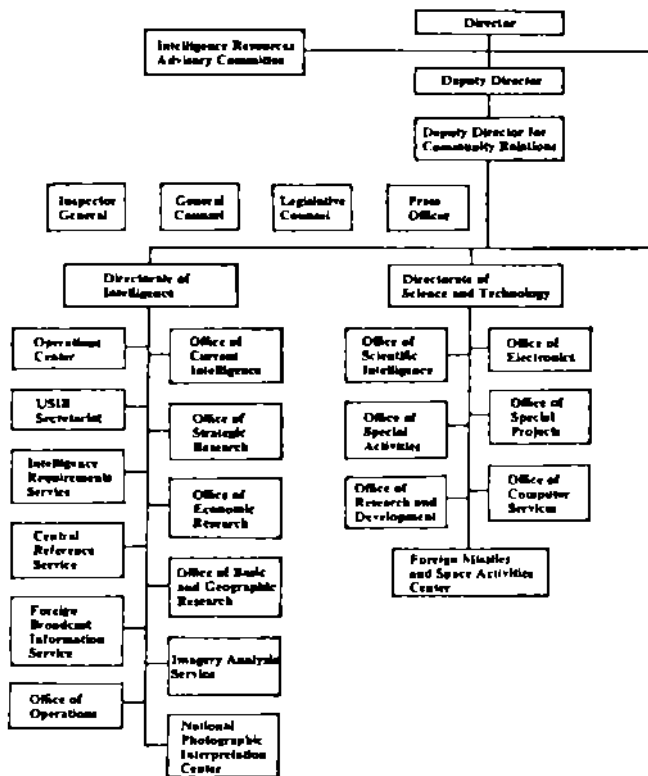 Director
Intelligence Resources
Advisory Committee
Deputy Director
Deputy Director for
Community Relations
Inspector
General
General
Counsel
Legislative
Counsel
Press
Officer
Directorate of
Intelligence
Directorate of
Science and Technology
Operations
Center
Office of
Current
Intelligence
Office of
Scientific
Intelligence
Office of
Electronics
USIB
Secretariat
Office of
Strategic
Research
Office of
Special
Activities
Office of
Special
Projects
Intelligence
Requirements
Service
Office of
Economic
Research
Office of
Research and
Development
Office of
Computer
Services
Central
Reference
Service
Office of Basic
and Geographic
Research
Foreign Missiles
and Space Activities
Center
Foreign
Broadcast
Information
Service
Imagery Analysis
Service
Office of
Operations
National
Photographic
Interpretation
Center